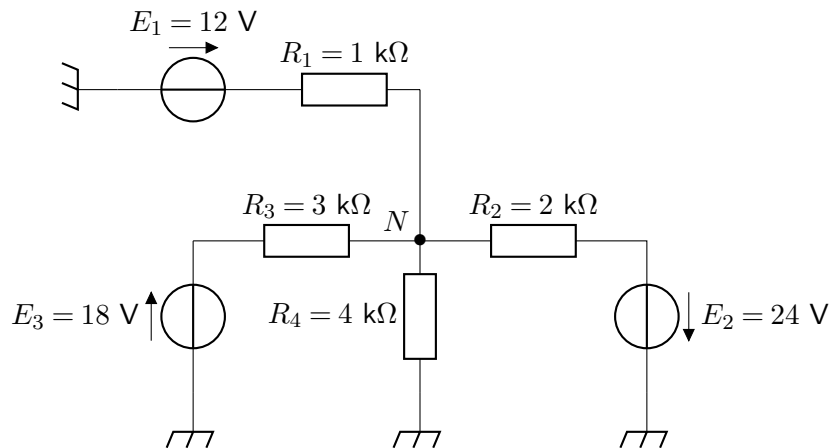 E₁ = 12 V
R₁ = 1 kΩ
R₃ = 3 kΩ
N
R₂ = 2 kΩ
E₃ = 18 V
R₄ = 4 kΩ
E₂ = 24 V